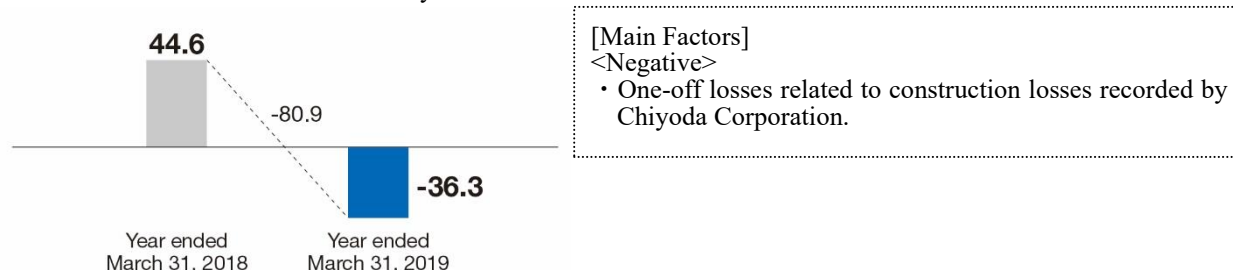 44.6
-80.9
-36.3
Year ended
March 31, 2018
Year ended
March 31, 2019
[Main Factors]
<Negative>
・One-off losses related to construction losses recorded by
Chiyoda Corporation.